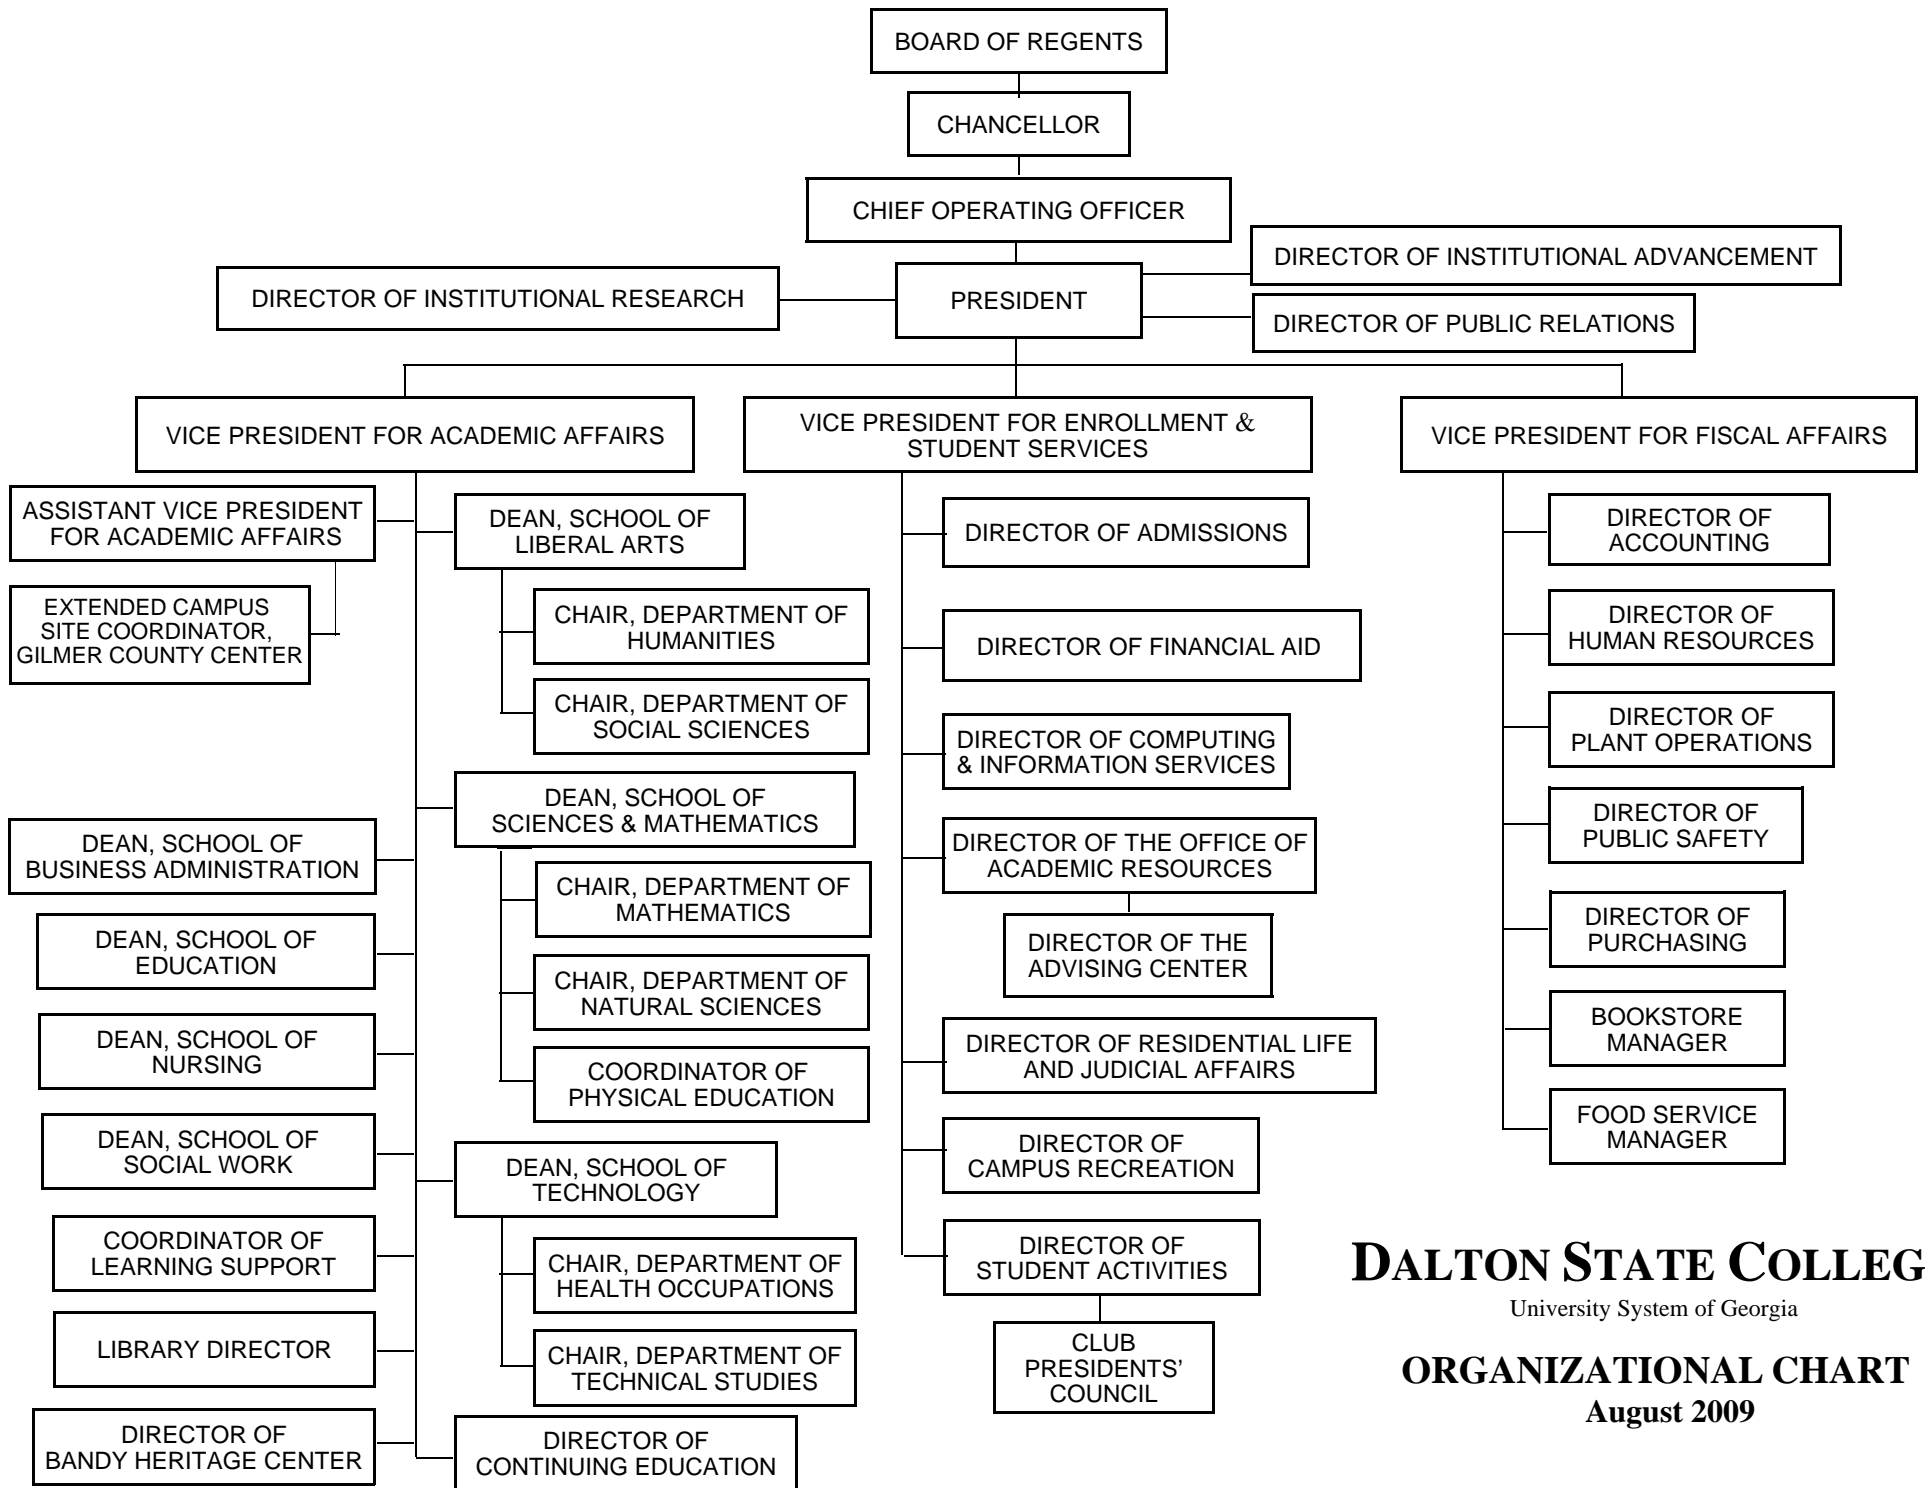 BOARD OF REGENTS
CHANCELLOR
CHIEF OPERATING OFFICER
DIRECTOR OF INSTITUTIONAL RESEARCH
PRESIDENT
DIRECTOR OF INSTITUTIONAL ADVANCEMENT
DIRECTOR OF PUBLIC RELATIONS
VICE PRESIDENT FOR ACADEMIC AFFAIRS
ASSISTANT VICE PRESIDENT
FOR ACADEMIC AFFAIRS
EXTENDED CAMPUS
SITE COORDINATOR,
GILMER COUNTY CENTER
DEAN, SCHOOL OF
BUSINESS ADMINISTRATION
DEAN, SCHOOL OF
EDUCATION
DEAN, SCHOOL OF
NURSING
DEAN, SCHOOL OF
SOCIAL WORK
COORDINATOR OF
LEARNING SUPPORT
LIBRARY DIRECTOR
DIRECTOR OF
BANDY HERITAGE CENTER
DEAN, SCHOOL OF
LIBERAL ARTS
CHAIR, DEPARTMENT OF
HUMANITIES
CHAIR, DEPARTMENT OF
SOCIAL SCIENCES
DEAN, SCHOOL OF
SCIENCES & MATHEMATICS
CHAIR, DEPARTMENT OF
MATHEMATICS
CHAIR, DEPARTMENT OF
NATURAL SCIENCES
COORDINATOR OF
PHYSICAL EDUCATION
DEAN, SCHOOL OF
TECHNOLOGY
CHAIR, DEPARTMENT OF
HEALTH OCCUPATIONS
CHAIR, DEPARTMENT OF
TECHNICAL STUDIES
DIRECTOR OF
CONTINUING EDUCATION
VICE PRESIDENT FOR ENROLLMENT &
STUDENT SERVICES
DIRECTOR OF ADMISSIONS
DIRECTOR OF FINANCIAL AID
DIRECTOR OF COMPUTING
& INFORMATION SERVICES
DIRECTOR OF THE OFFICE OF
ACADEMIC RESOURCES
DIRECTOR OF THE
ADVISING CENTER
DIRECTOR OF RESIDENTIAL LIFE
AND JUDICIAL AFFAIRS
DIRECTOR OF
CAMPUS RECREATION
DIRECTOR OF
STUDENT ACTIVITIES
CLUB
PRESIDENTS’
COUNCIL
VICE PRESIDENT FOR FISCAL AFFAIRS
DIRECTOR OF
ACCOUNTING
DIRECTOR OF
HUMAN RESOURCES
DIRECTOR OF
PLANT OPERATIONS
DIRECTOR OF
PUBLIC SAFETY
DIRECTOR OF
PURCHASING
BOOKSTORE
MANAGER
FOOD SERVICE
MANAGER
DALTON STATE COLLEG
University System of Georgia
ORGANIZATIONAL CHART
August 2009